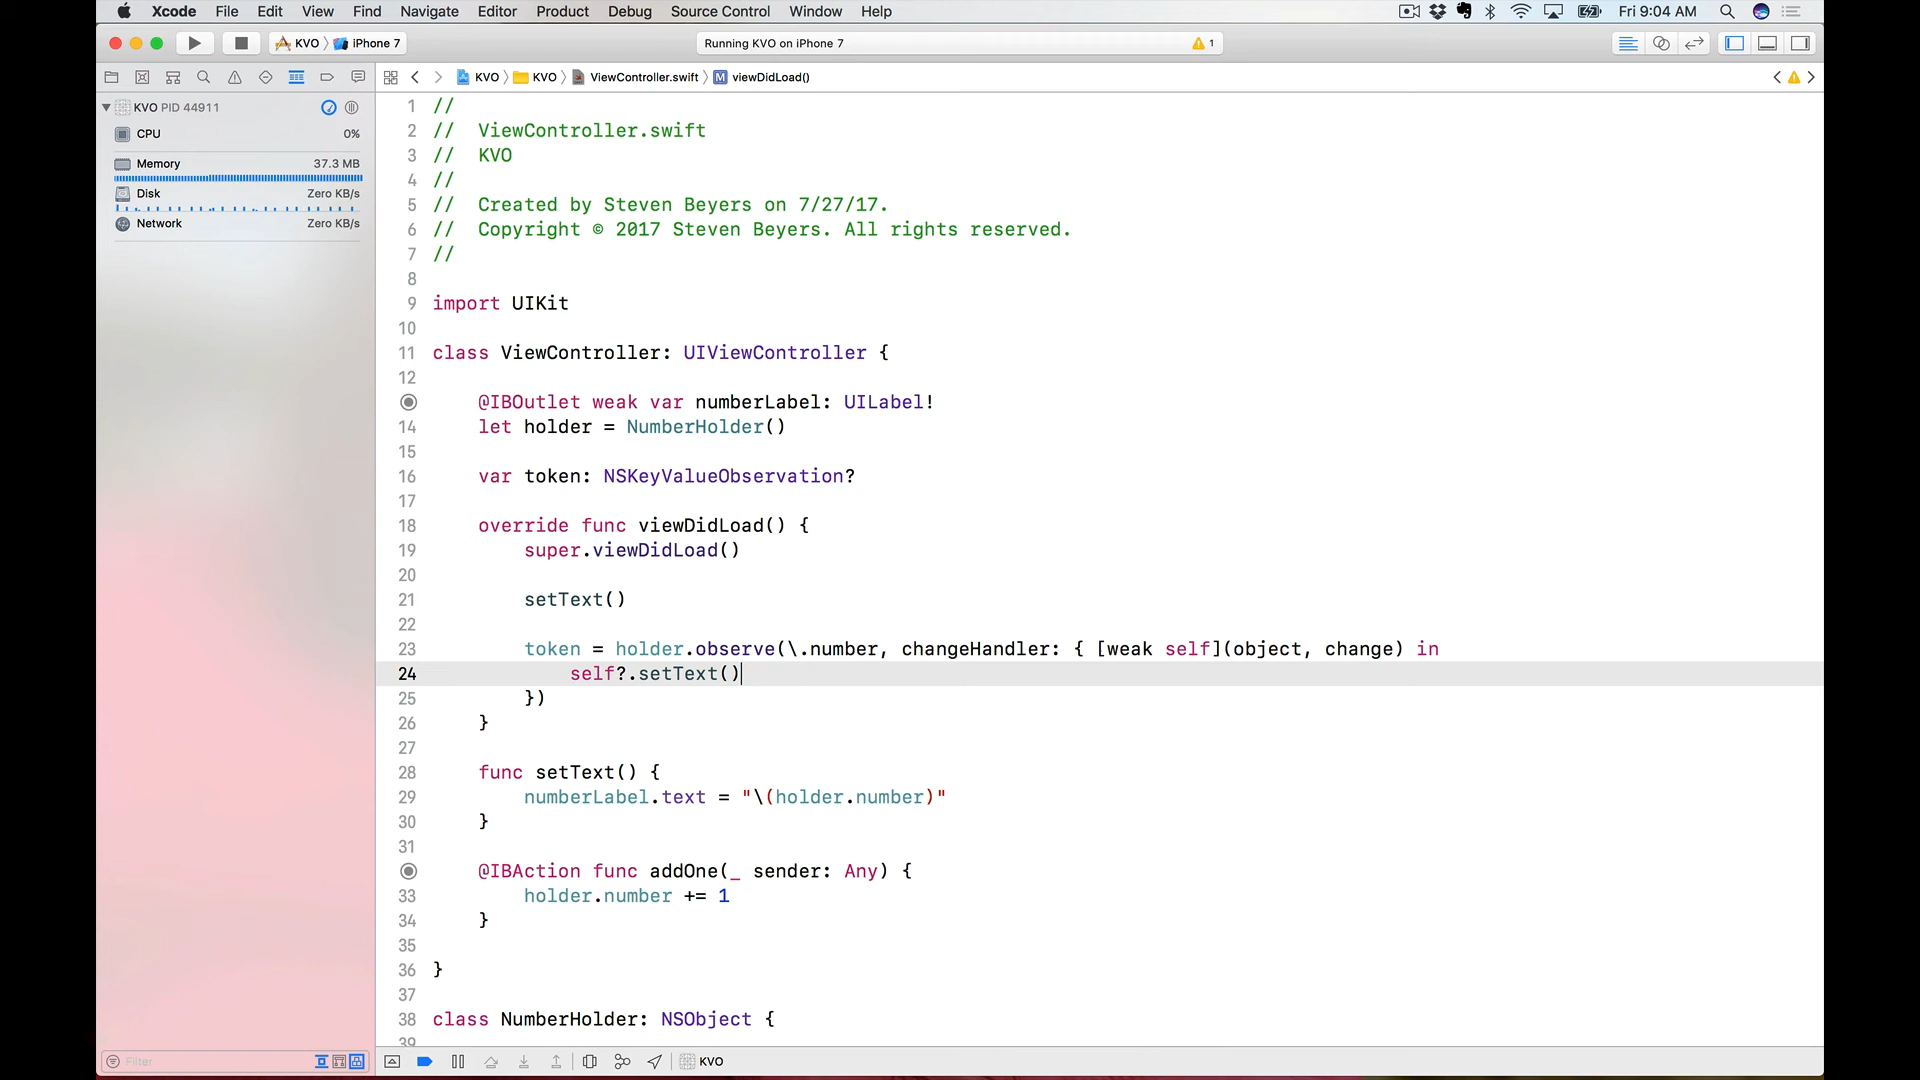 Xcode File Edit View Find Navigate Editor Product Debug Source Control Window Help Fri 9:04 AM
KVO iPhone 7 Running KVO on iPhone 7 1
KVO KVO ViewController.swift M viewDidLoad()
KVO PID 44911
CPU 0%
Memory 37.3 MB
Disk Zero KB/s
Network Zero KB/s
1 //
2 //  ViewController.swift
3 //  KVO
4 //
5 //  Created by Steven Beyers on 7/27/17.
6 //  Copyright © 2017 Steven Beyers. All rights reserved.
7 //
8
9 import UIKit
10
11 class ViewController: UIViewController {
12
@IBOutlet weak var numberLabel: UILabel!
14 let holder = NumberHolder()
15
16 var token: NSKeyValueObservation?
17
18 override func viewDidLoad() {
19 super.viewDidLoad()
20
21 setText()
22
23 token = holder.observe(\.number, changeHandler: { [weak self](object, change) in
24 self?.setText()
25 })
26 }
27
28 func setText() {
29 numberLabel.text = "\(holder.number)"
30 }
31
@IBAction func addOne(_ sender: Any) {
33 holder.number += 1
34 }
35
36 }
37
38 class NumberHolder: NSObject {
39
Filter KVO